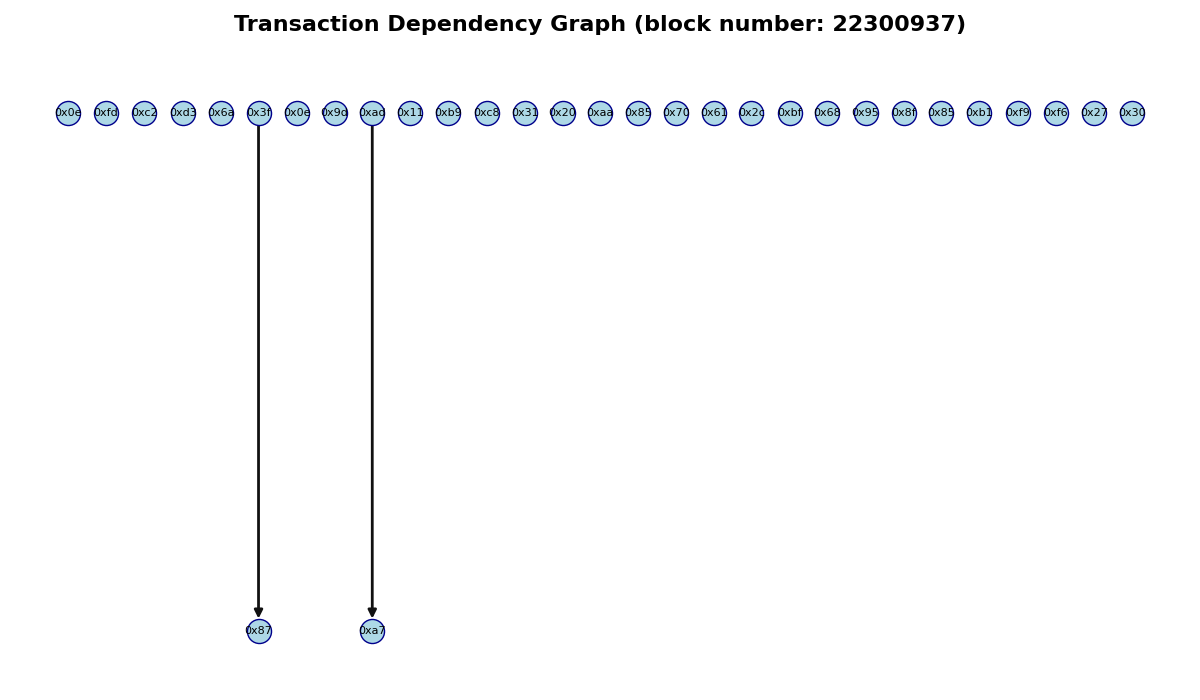 Transaction Dependency Graph (block number: 22300937)
0x0e 0xfd 0xc2 0xd3 0x6a 0x3f 0x0e 0x9d 0xad 0x11 0xb9 0xc8 0x31 0x20 0xaa 0x85 0x70 0x61 0x2c 0xbf 0x68 0x95 0x8f 0x85 0xb1 0xf9 0xf6 0x27 0x30
0x87 0xa7